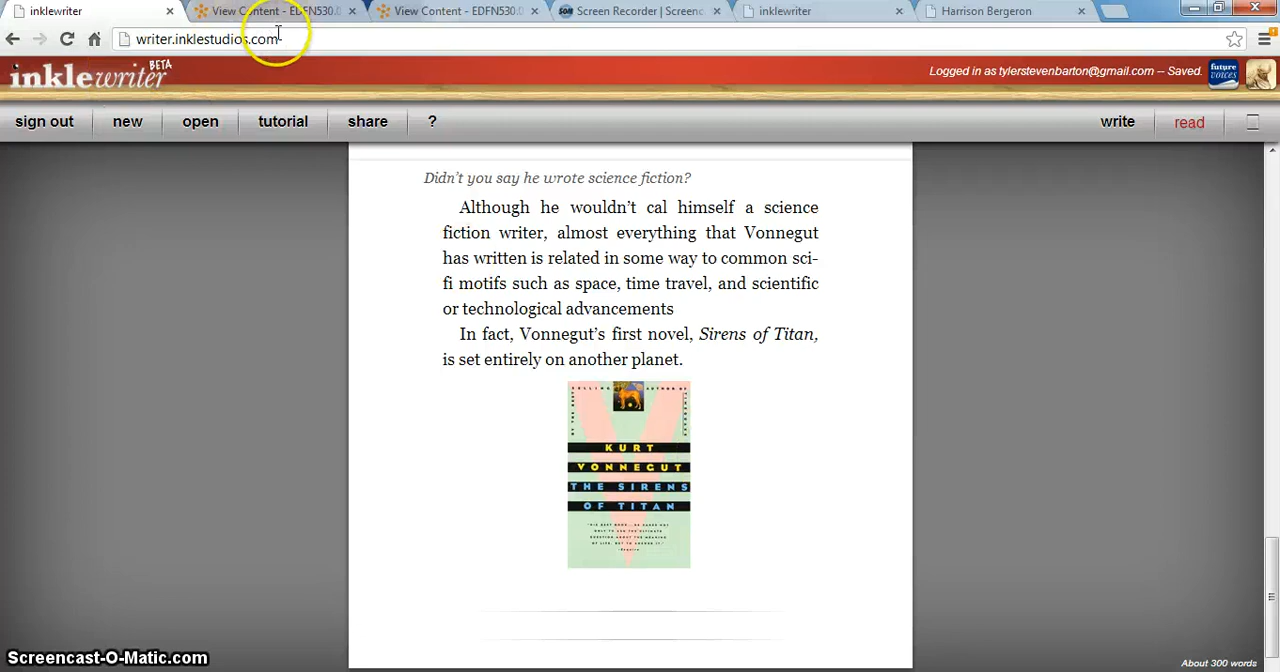 inklewriter
View Content - EDFN530.8
View Content - EDFN530.0
Screen Recorder | Screenc
inklewriter
Harrison Bergeron
writer.inklestudios.com
inklewriter BETA
Logged in as tylerstevenbarton@gmail.com -- Saved.
future voices
sign out
new
open
tutorial
share
?
write
read
Didn't you say he wrote science fiction?
Although he wouldn't cal himself a science
fiction writer, almost everything that Vonnegut
has written is related in some way to common sci-
fi motifs such as space, time travel, and scientific
or technological advancements
In fact, Vonnegut's first novel, Sirens of Titan,
is set entirely on another planet.
KURT
VONNEGUT
THE SIRENS
OF TITAN
Screencast-O-Matic.com
About 300 words